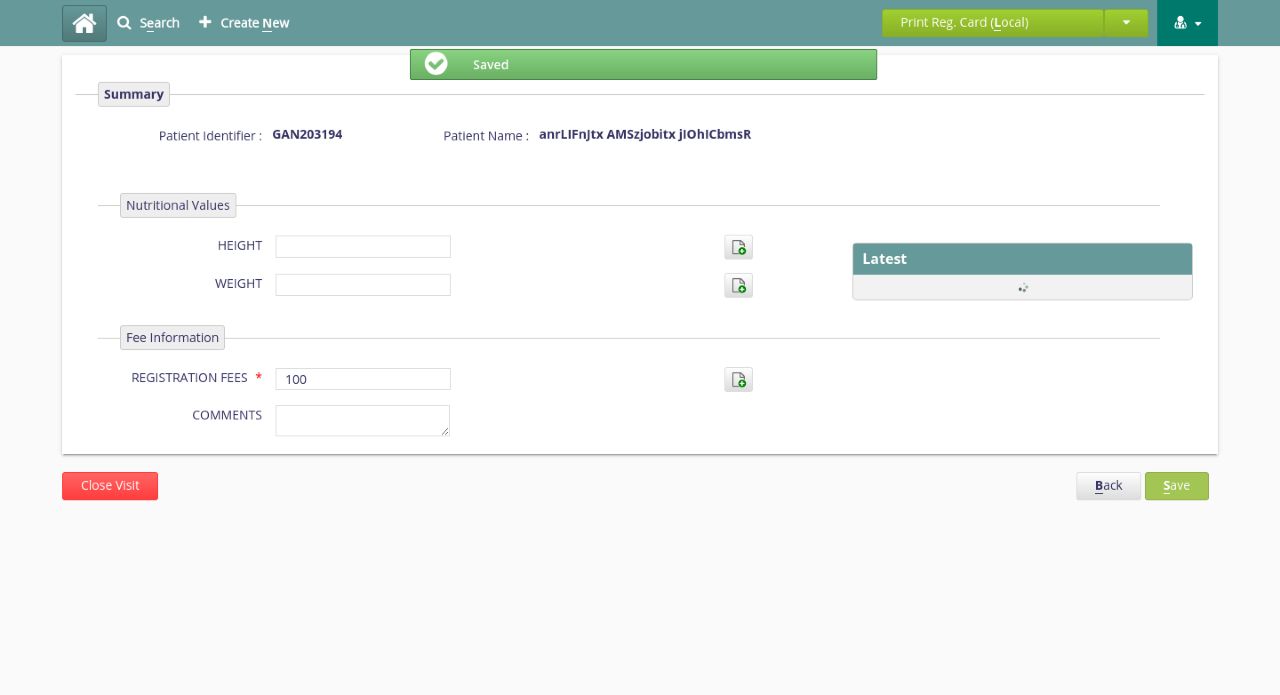 Search
Create New
Print Reg. Card (Local)
Saved
Summary
Patient Identifier : GAN203194 Patient Name : anrLIFnJtx AMSzjobitx jIOhICbmsR
Nutritional Values
HEIGHT
Latest
WEIGHT
Fee Information
REGISTRATION FEES * 100
COMMENTS
Close Visit
Back
Save